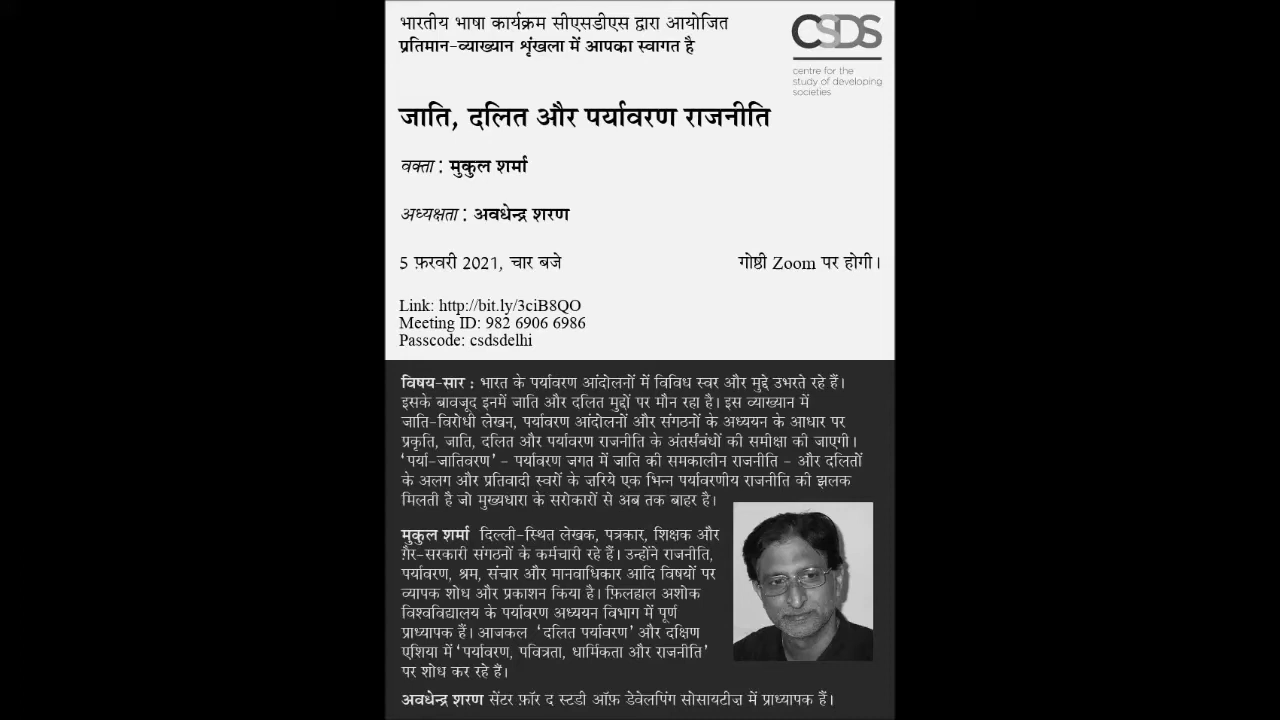 भारतीय भाषा कार्यक्रम सीएसडीएस द्वारा आयोजित
प्रतिमान-व्याख्यान शृंखला में आपका स्वागत है
CSDS
centre for the
study of developing
societies
जाति, दलित और पर्यावरण राजनीति
वक्ता : मुकुल शर्मा
अध्यक्षता : अवधेन्द्र शरण
5 फ़रवरी 2021, चार बजे
गोष्ठी Zoom पर होगी।
Link: http://bit.ly/3ciB8QO
Meeting ID: 982 6906 6986
Passcode: csdsdelhi
विषय-सार : भारत के पर्यावरण आंदोलनों में विविध स्वर और मुद्दे उभरते रहे हैं।
इसके बावजूद इनमें जाति और दलित मुद्दों पर मौन रहा है। इस व्याख्यान में
जाति-विरोधी लेखन, पर्यावरण आंदोलनों और संगठनों के अध्ययन के आधार पर
प्रकृति, जाति, दलित और पर्यावरण राजनीति के अंतर्संबंधों की समीक्षा की जाएगी।
'पर्या-जातिवरण' - पर्यावरण जगत में जाति की समकालीन राजनीति - और दलितों
के अलग और प्रतिवादी स्वरों के ज़रिये एक भिन्न पर्यावरणीय राजनीति की झलक
मिलती है जो मुख्यधारा के सरोकारों से अब तक बाहर है।
मुकुल शर्मा दिल्ली-स्थित लेखक, पत्रकार, शिक्षक और
ग़ैर-सरकारी संगठनों के कर्मचारी रहे हैं। उन्होंने राजनीति,
पर्यावरण, श्रम, संचार और मानवाधिकार आदि विषयों पर
व्यापक शोध और प्रकाशन किया है। फ़िलहाल अशोक
विश्वविद्यालय के पर्यावरण अध्ययन विभाग में पूर्ण
प्राध्यापक हैं। आजकल 'दलित पर्यावरण' और दक्षिण
एशिया में 'पर्यावरण, पवित्रता, धार्मिकता और राजनीति'
पर शोध कर रहे हैं।
अवधेन्द्र शरण सेंटर फ़ॉर द स्टडी ऑफ़ डेवेलपिंग सोसायटीज़ में प्राध्यापक हैं।